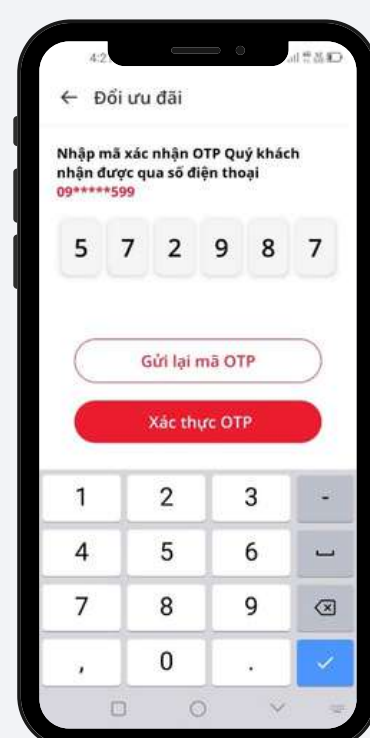 4:2
← Đổi ưu đãi
Nhập mã xác nhận OTP Quý khách
nhận được qua số điện thoại
09*****599
5 7 2 9 8 7
Gửi lại mã OTP
Xác thực OTP
1 2 3 -
4 5 6
7 8 9
, 0 .